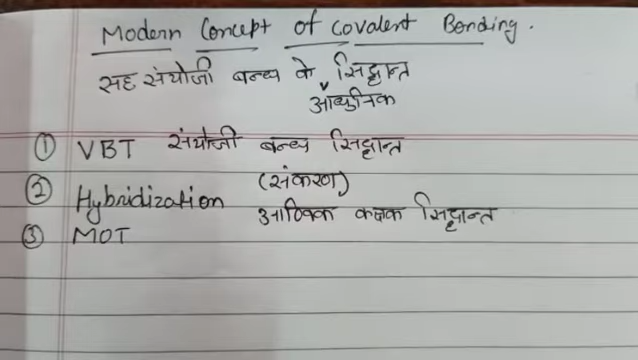 Modern Concept of Covalent Bonding.
सह संयोजी बन्ध के सिद्धान्त
आधुनिक
① VBT संयोजी बन्ध सिद्धान्त
② Hybridization (संकरण)
③ MOT आण्विक कक्षक सिद्धान्त